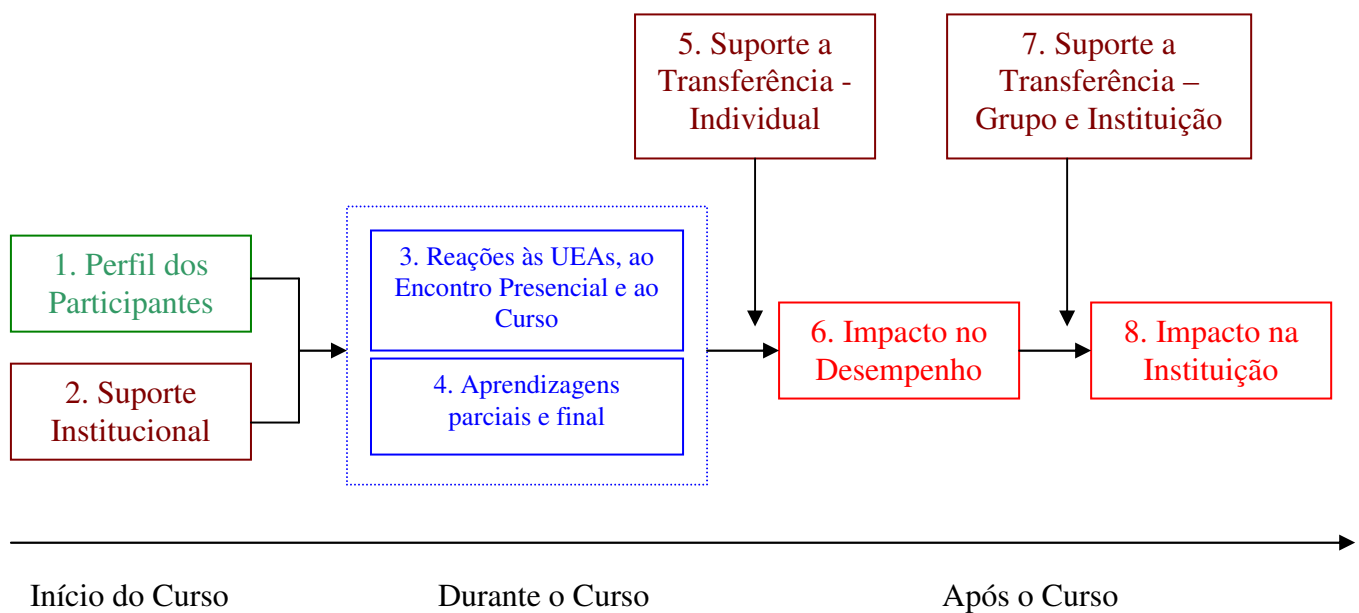 5. Suporte a
Transferência -
Individual
7. Suporte a
Transferência –
Grupo e Instituição
1. Perfil dos
Participantes
2. Suporte
Institucional
3. Reações às UEAs, ao
Encontro Presencial e ao
Curso
4. Aprendizagens
parciais e final
6. Impacto no
Desempenho
8. Impacto na
Instituição
Início do Curso
Durante o Curso
Após o Curso